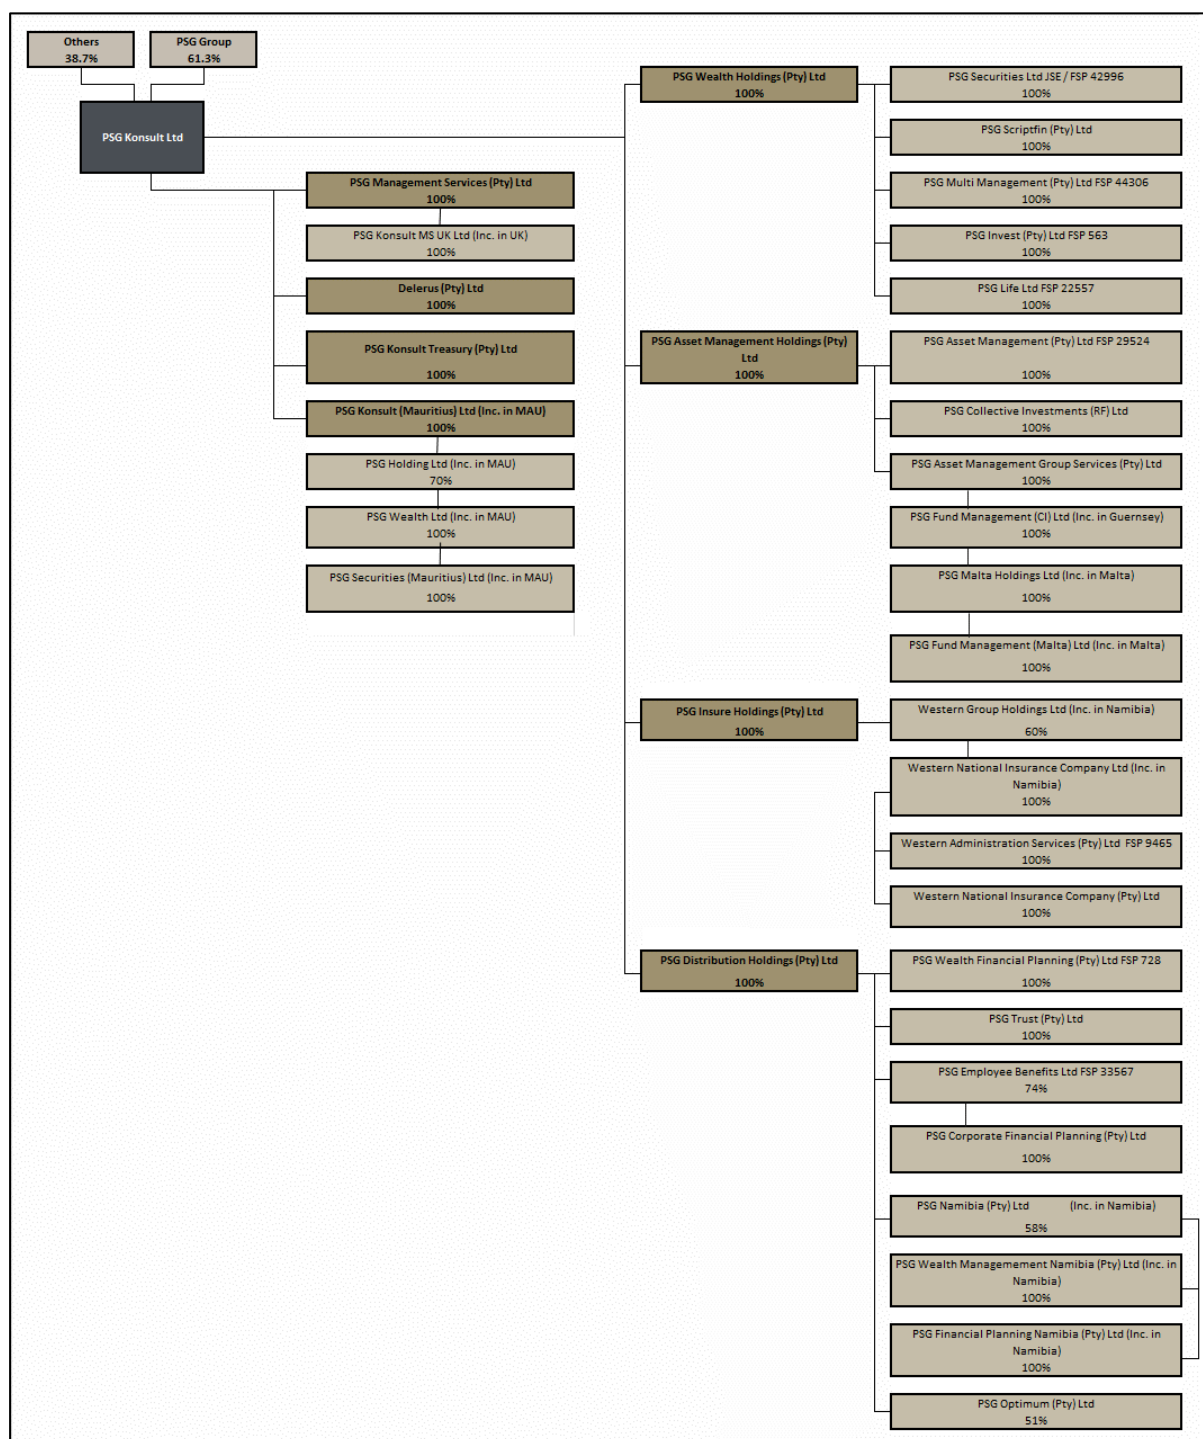 Others
38.7%
PSG Group
61.3%
PSG Konsult Ltd
PSG Management Services (Pty) Ltd
100%
PSG Konsult MS UK Ltd (Inc. in UK)
100%
Delerus (Pty) Ltd
100%
PSG Konsult Treasury (Pty) Ltd
100%
PSG Konsult (Mauritius) Ltd (Inc. in MAU)
100%
PSG Holding Ltd (Inc. in MAU)
70%
PSG Wealth Ltd (Inc. in MAU)
100%
PSG Securities (Mauritius) Ltd (Inc. in MAU)
100%
PSG Wealth Holdings (Pty) Ltd
100%
PSG Securities Ltd JSE / FSP 42996
100%
PSG Scriptfin (Pty) Ltd
100%
PSG Multi Management (Pty) Ltd FSP 44306
100%
PSG Invest (Pty) Ltd FSP 563
100%
PSG Life Ltd FSP 22557
100%
PSG Asset Management Holdings (Pty)
Ltd
100%
PSG Asset Management (Pty) Ltd FSP 29524
100%
PSG Collective Investments (RF) Ltd
100%
PSG Asset Management Group Services (Pty) Ltd
100%
PSG Fund Management (CI) Ltd (Inc. in Guernsey)
100%
PSG Malta Holdings Ltd (Inc. in Malta)
100%
PSG Fund Management (Malta) Ltd (Inc. in Malta)
100%
PSG Insure Holdings (Pty) Ltd
100%
Western Group Holdings Ltd (Inc. in Namibia)
60%
Western National Insurance Company Ltd (Inc. in
Namibia)
100%
Western Administration Services (Pty) Ltd FSP 9465
100%
Western National Insurance Company (Pty) Ltd
100%
PSG Distribution Holdings (Pty) Ltd
100%
PSG Wealth Financial Planning (Pty) Ltd FSP 728
100%
PSG Trust (Pty) Ltd
100%
PSG Employee Benefits Ltd FSP 33567
74%
PSG Corporate Financial Planning (Pty) Ltd
100%
PSG Namibia (Pty) Ltd (Inc. in Namibia)
58%
PSG Wealth Managemement Namibia (Pty) Ltd (Inc. in
Namibia)
100%
PSG Financial Planning Namibia (Pty) Ltd (Inc. in
Namibia)
100%
PSG Optimum (Pty) Ltd
51%